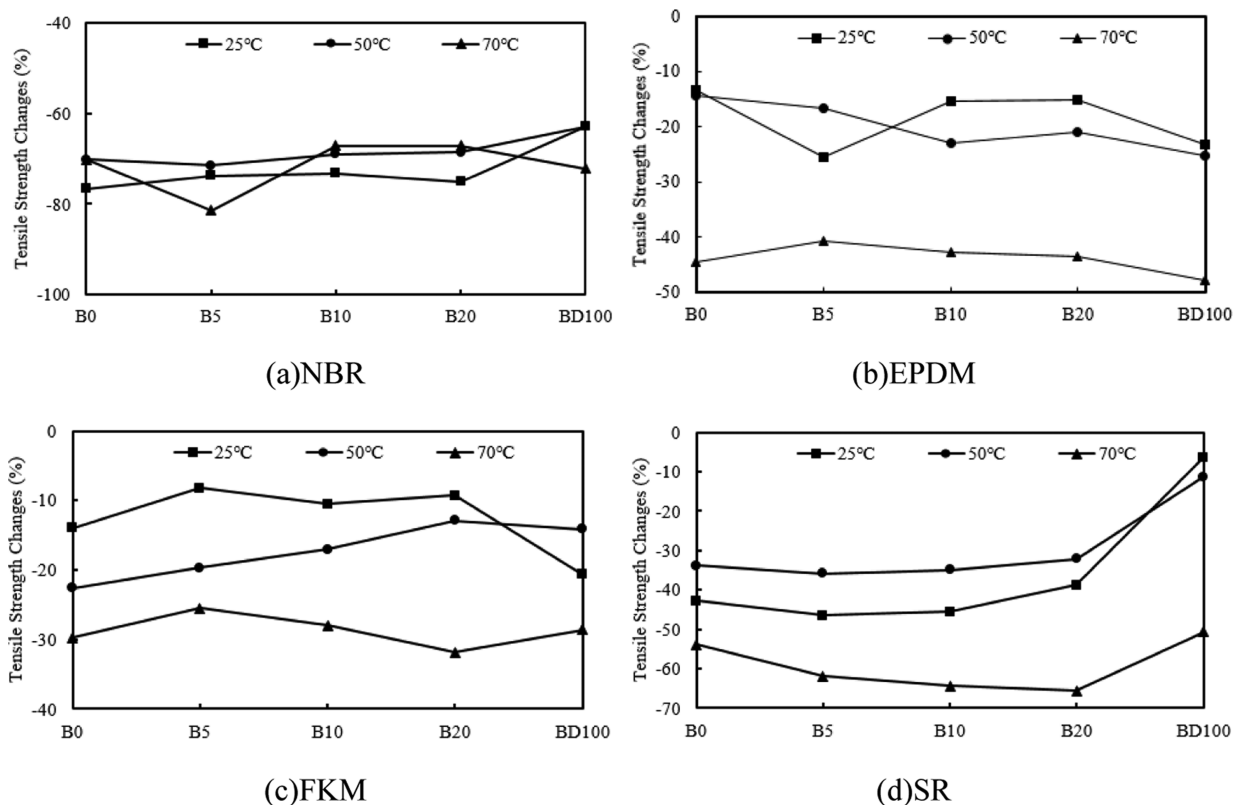 Tensile Strength Changes (%)
-40
-60
-80
-100
25℃ 50℃ 70℃
B0 B5 B10 B20 BD100
(a)NBR
Tensile Strength Changes (%)
0
-10
-20
-30
-40
-50
25℃ 50℃ 70℃
B0 B5 B10 B20 BD100
(b)EPDM
Tensile Strength Changes (%)
0
-10
-20
-30
-40
25℃ 50℃ 70℃
B0 B5 B10 B20 BD100
(c)FKM
Tensile Strength Changes (%)
0
-10
-20
-30
-40
-50
-60
-70
25℃ 50℃ 70℃
B0 B5 B10 B20 BD100
(d)SR